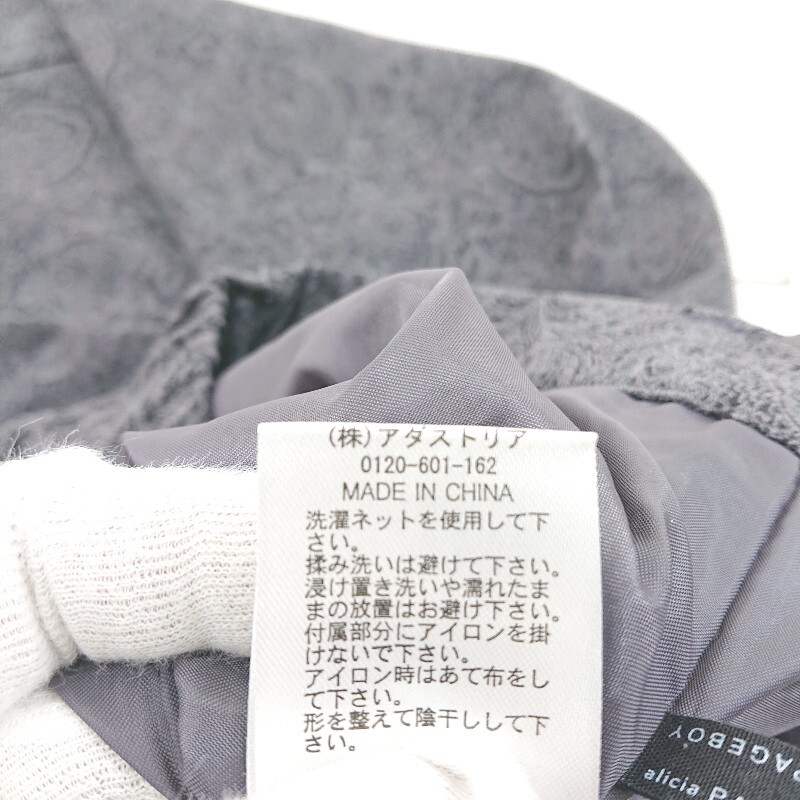 (株)アダストリア
0120-601-162
MADE IN CHINA
洗濯ネットを使用して下
さい。
揉み洗いは避けて下さい。
浸け置き洗いや濡れたま
まの放置はお避け下さい。
付属部分にアイロンを掛
けないで下さい。
アイロン時はあて布をし
て下さい。
形を整えて陰干しして下
さい。
PAGEBOY
alicia